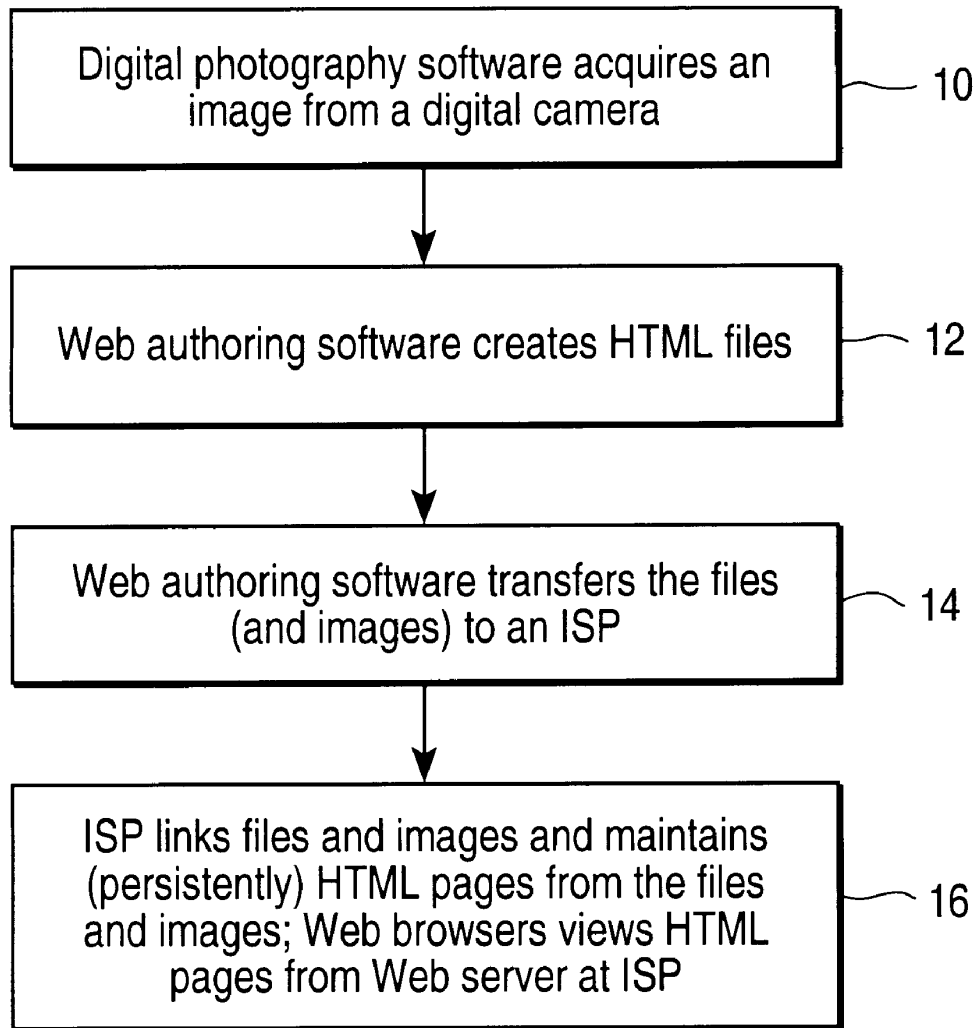 Digital photography software acquires an
image from a digital camera
10
Web authoring software creates HTML files
12
Web authoring software transfers the files
(and images) to an ISP
14
ISP links files and images and maintains
(persistently) HTML pages from the files
and images; Web browsers views HTML
pages from Web server at ISP
16